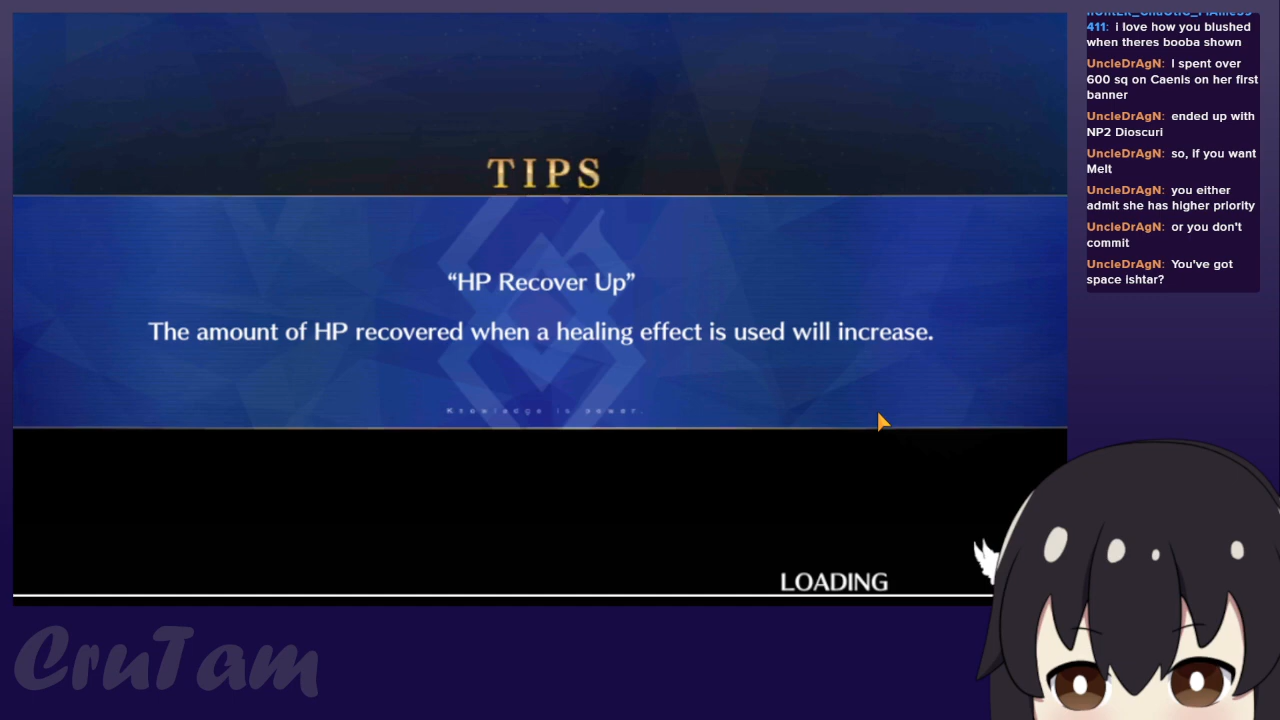 TIPS
“HP Recover Up”
The amount of HP recovered when a healing effect is used will increase.
Knowledge is power.
LOADING
CruTam
411: i love how you blushed
when theres booba shown
UncleDrAgN: I spent over
600 sq on Caenis on her first
banner
UncleDrAgN: ended up with
NP2 Dioscuri
UncleDrAgN: so, if you want
Melt
UncleDrAgN: you either
admit she has higher priority
UncleDrAgN: or you don't
commit
UncleDrAgN: You've got
space ishtar?